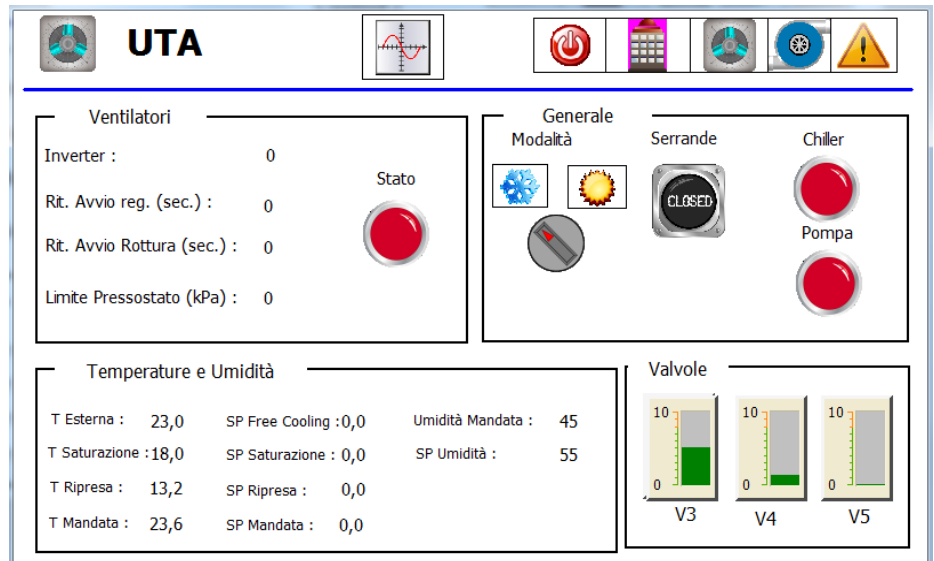 UTA
Ventilatori
Inverter : 0
Rit. Avvio reg. (sec.) : 0
Rit. Avvio Rottura (sec.) : 0
Limite Pressostato (kPa) : 0
Stato
Generale
Modalità
Serrande
Chiller
CLOSED
Pompa
Temperature e Umidità
T Esterna : 23,0 SP Free Cooling :0,0 Umidità Mandata : 45
T Saturazione :18,0 SP Saturazione : 0,0 SP Umidità : 55
T Ripresa : 13,2 SP Ripresa : 0,0
T Mandata : 23,6 SP Mandata : 0,0
Valvole
10 10 10
0 0 0
V3 V4 V5